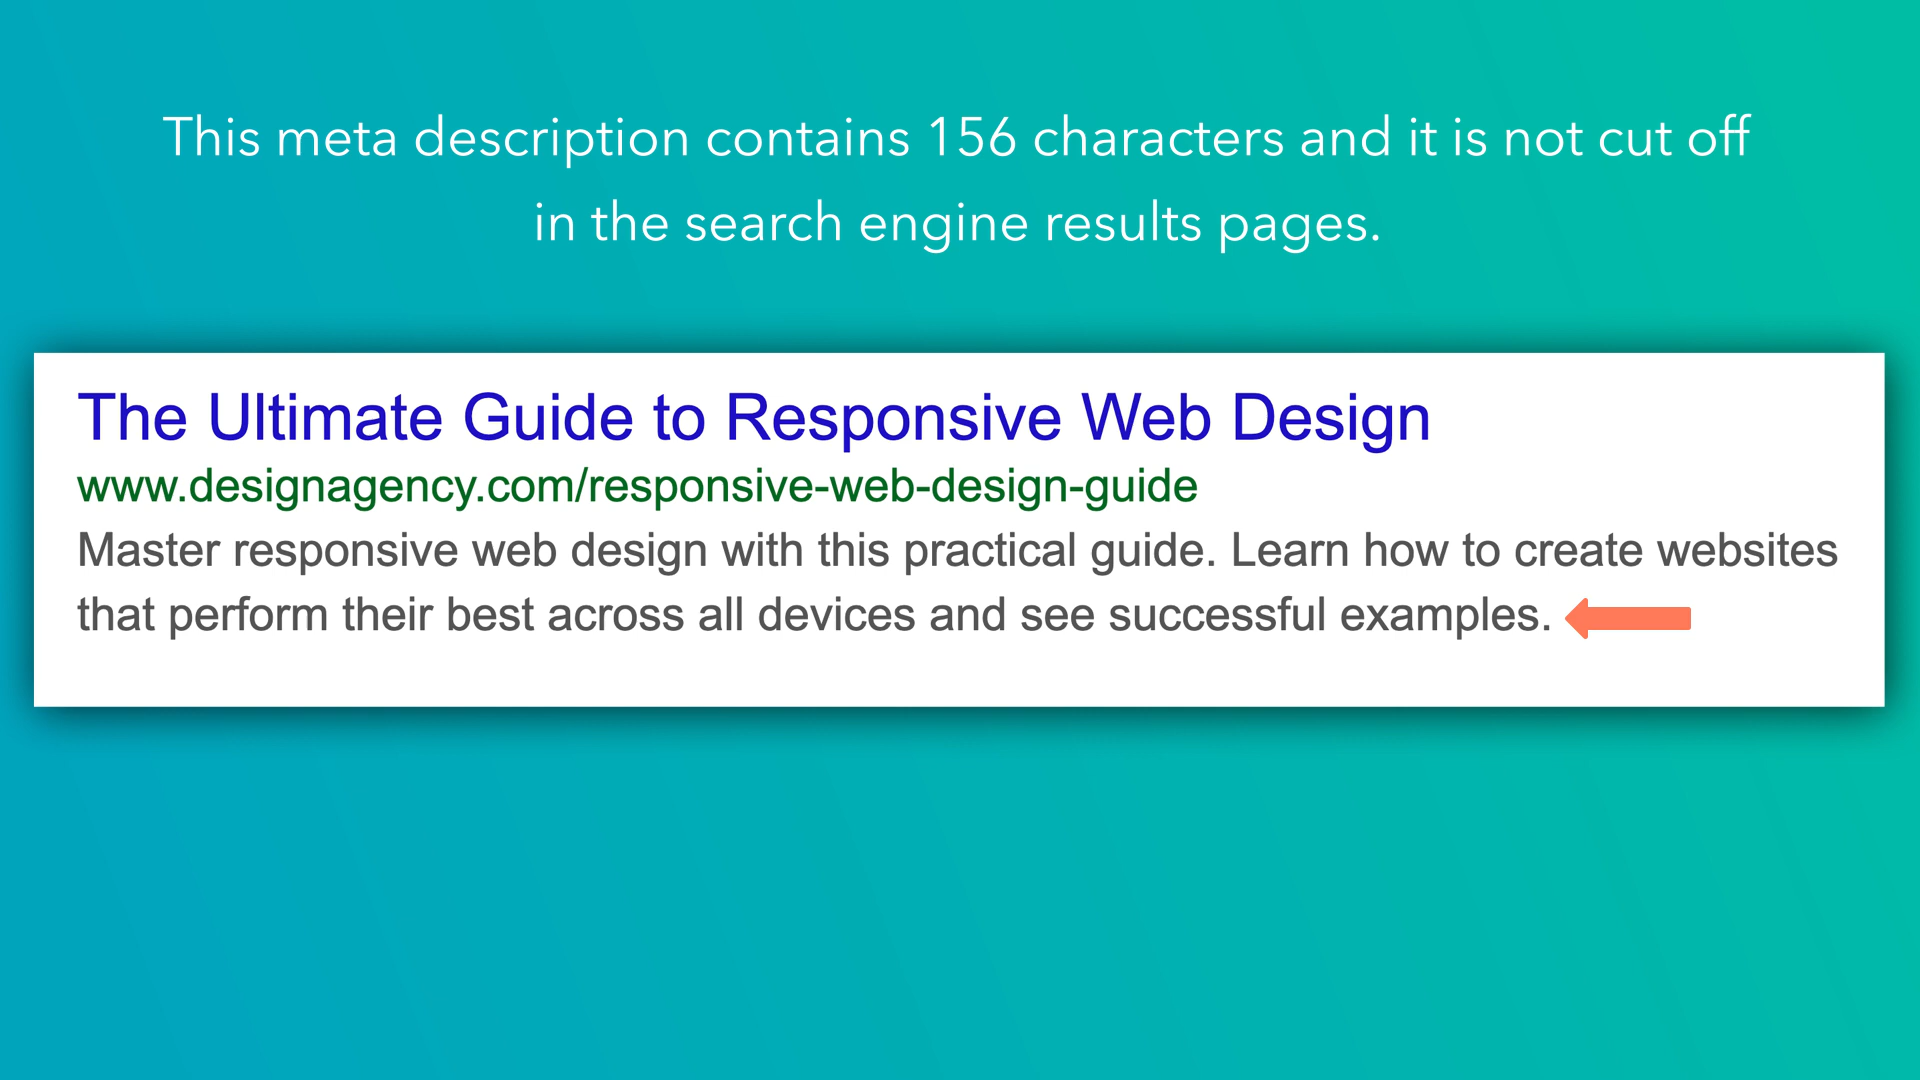 This meta description contains 156 characters and it is not cut off
in the search engine results pages.
The Ultimate Guide to Responsive Web Design
www.designagency.com/responsive-web-design-guide
Master responsive web design with this practical guide. Learn how to create websites
that perform their best across all devices and see successful examples.